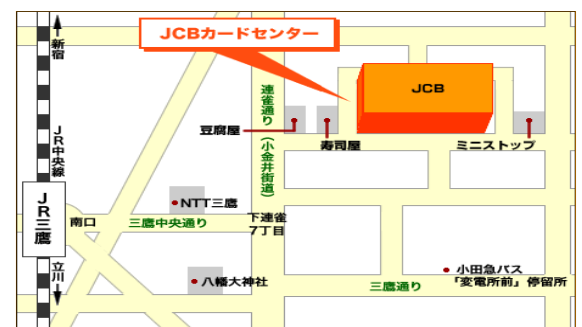 JCBカードセンター
新宿
JR中央線
JR三鷹
立川
南口
JCB
連雀通り(小金井街道)
豆腐屋
寿司屋
ミニストップ
NTT三鷹
三鷹中央通り
下連雀
7丁目
八幡大神社
三鷹通り
小田急バス
「変電所前」停留所